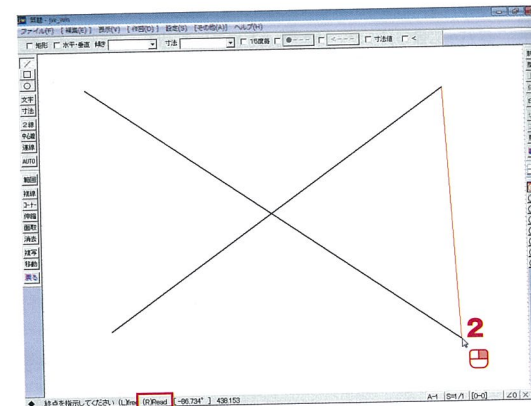 無題 - jw_win
ファイル(F) [編集(E)] 表示(V) [作図(D)] 設定(S) [その他(A)] ヘルプ(H)
矩形 水平・垂直 傾き 寸法 15度毎 ●--- <--- 寸法値 <
文字
寸法
2線
中心線
連線
AUTO
範囲
複線
コーナー
伸縮
面取
消去
複写
移動
戻る
2
終点を指示してください (L)free (R)Read [-86.734° ] 438.153
A-1 S=1/1 [0-0] ∠0 ×